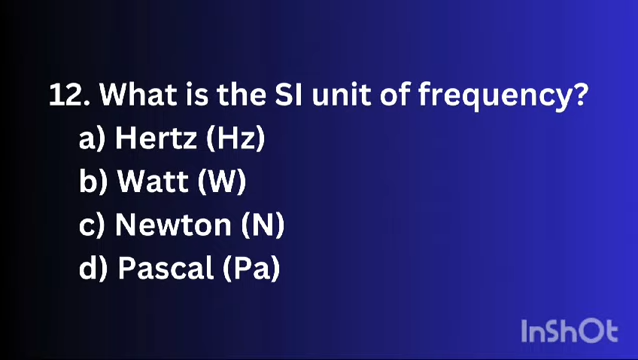 12. What is the SI unit of frequency?
a) Hertz (Hz)
b) Watt (W)
c) Newton (N)
d) Pascal (Pa)
InShOt